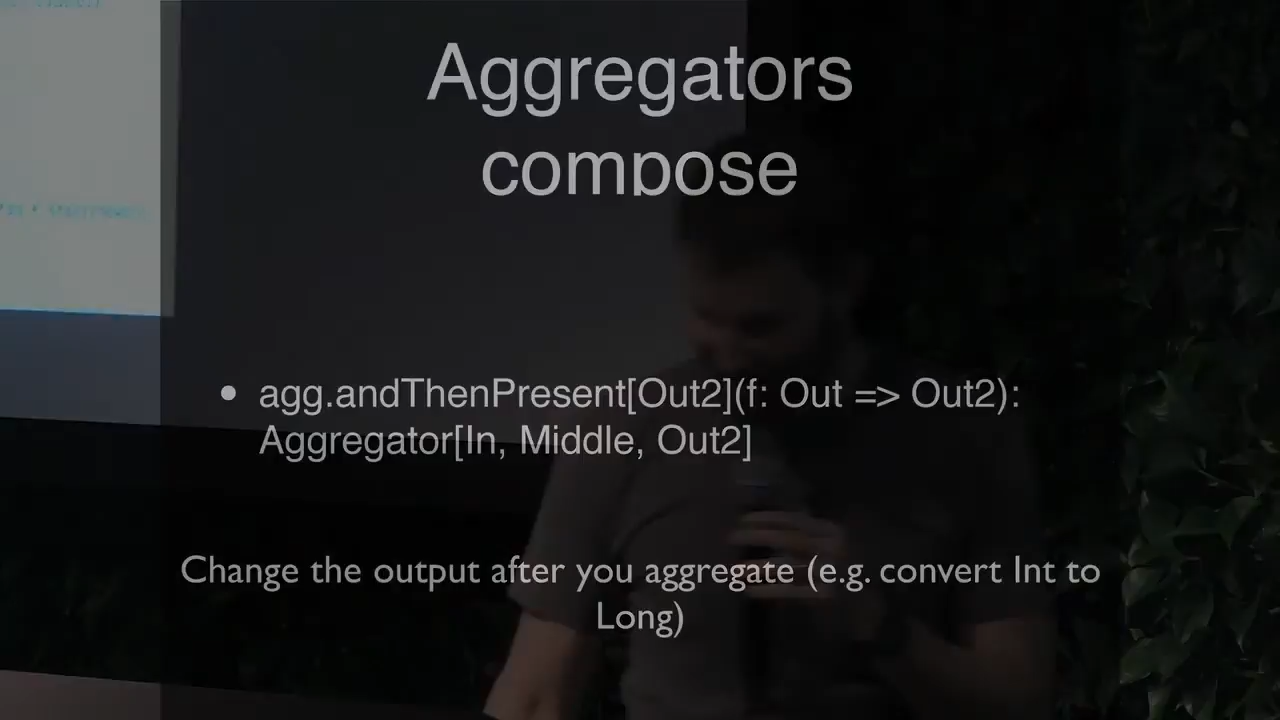 Aggregators
compose
• agg.andThenPresent[Out2](f: Out => Out2):
Aggregator[In, Middle, Out2]
Change the output after you aggregate (e.g. convert Int to
Long)